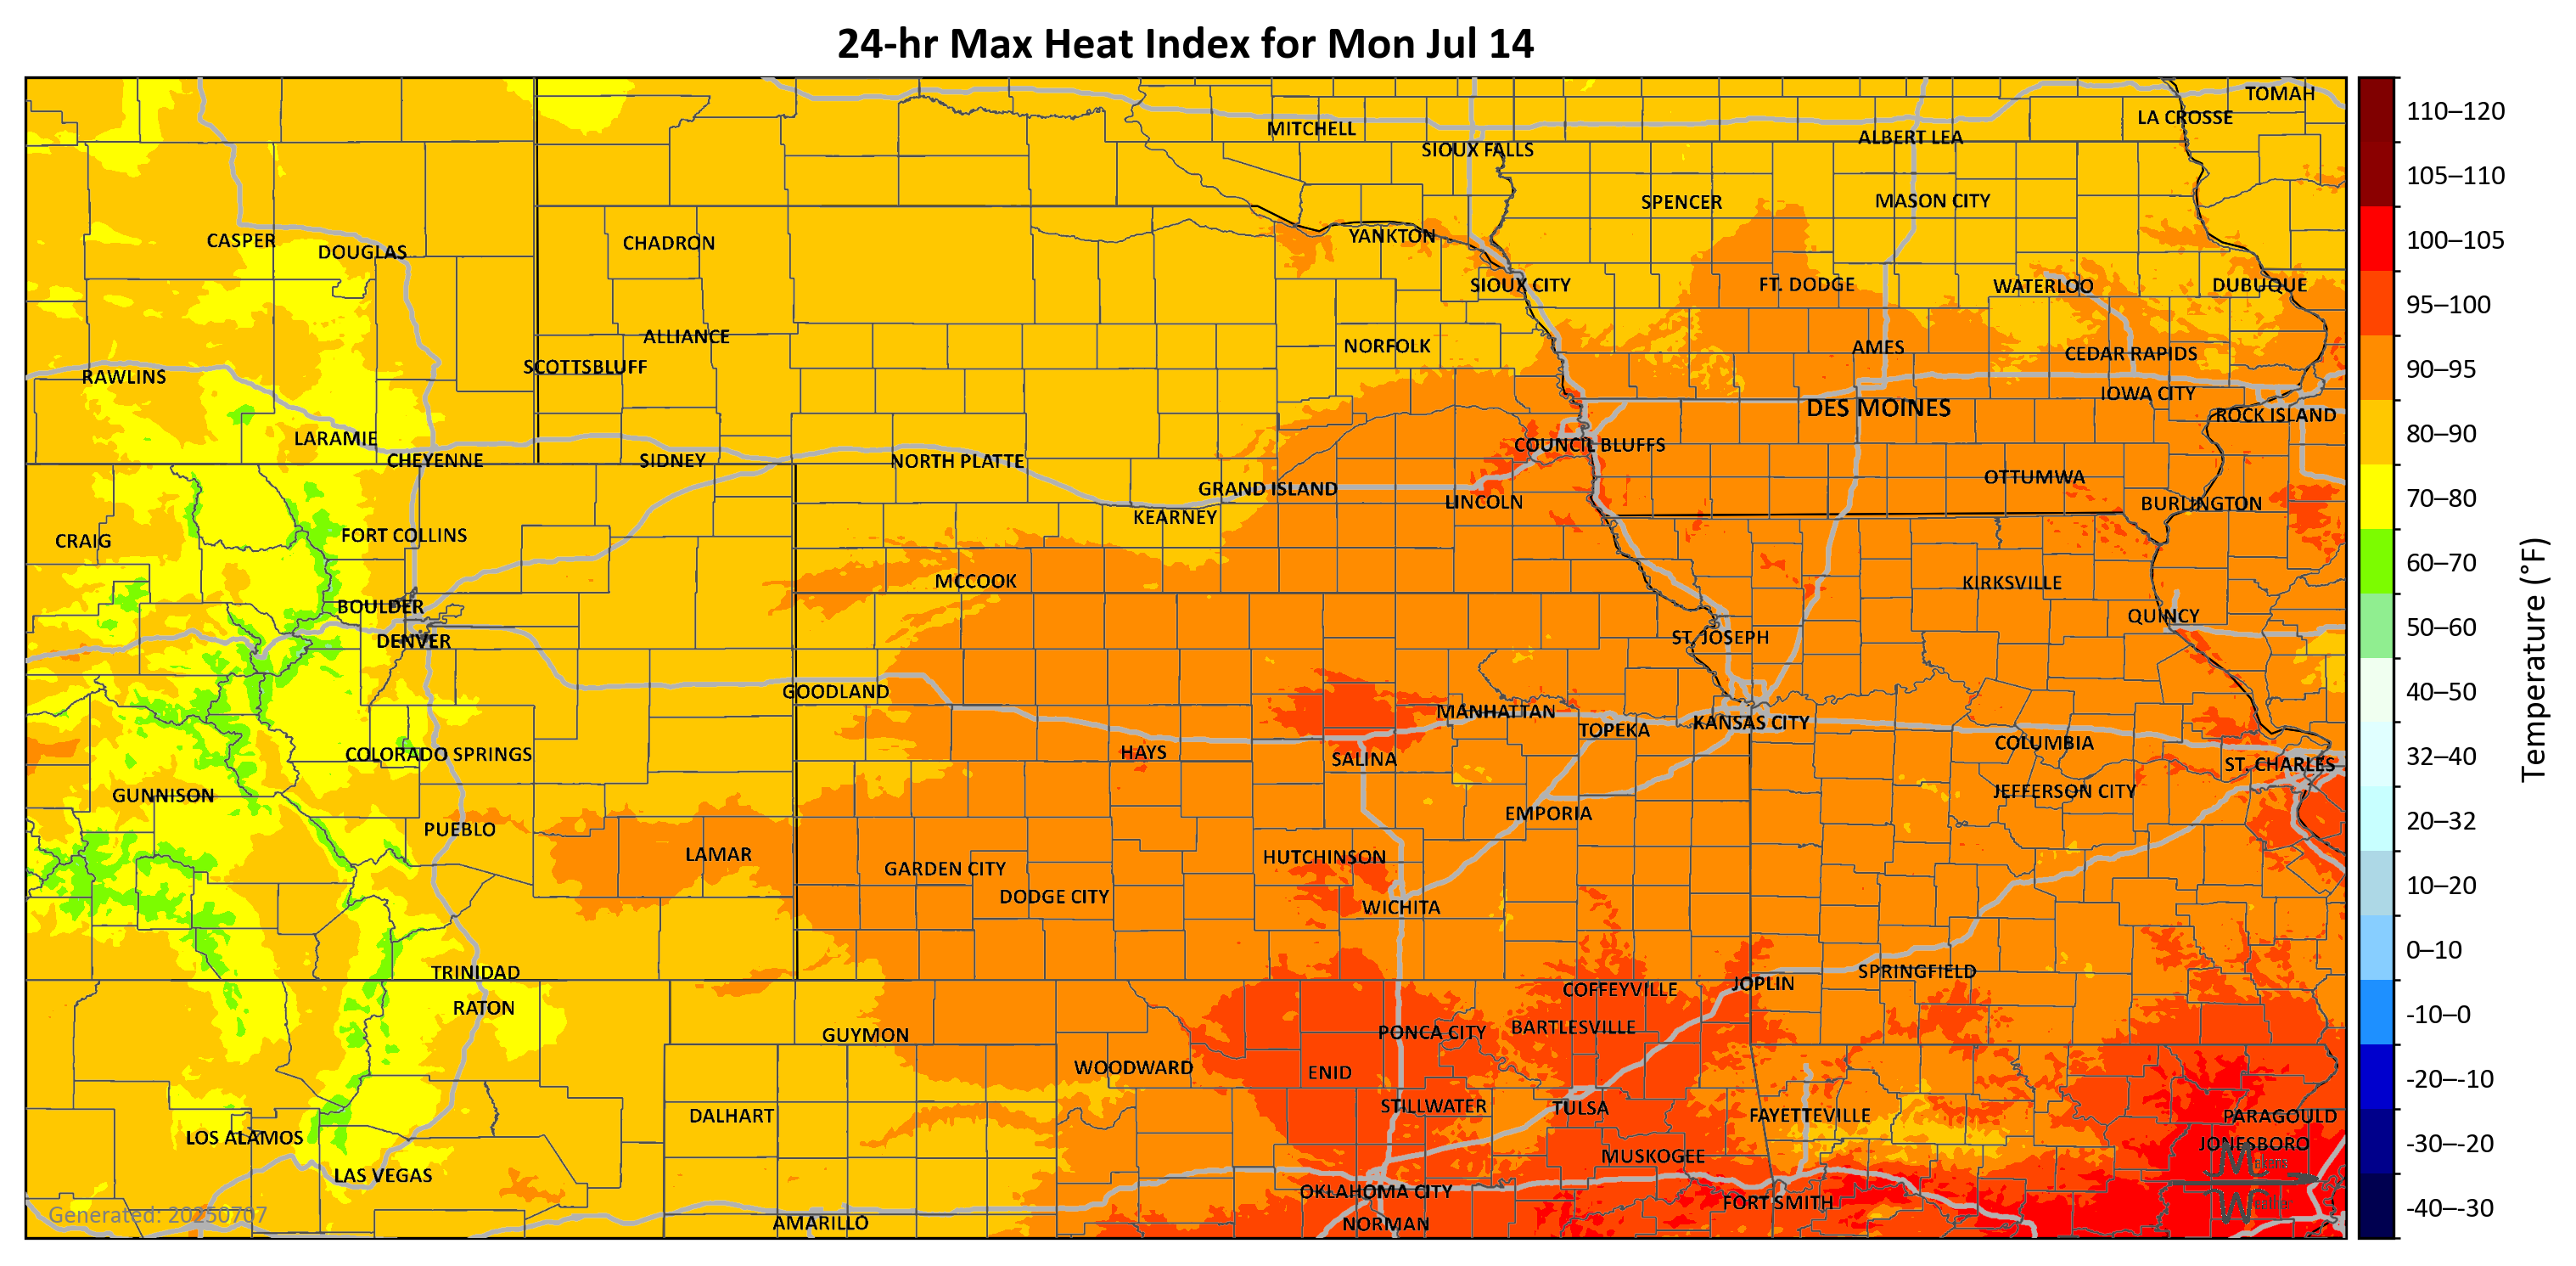 24-hr Max Heat Index for Mon Jul 14
TOMAH
LA CROSSE
MITCHELL
ALBERT LEA
SIOUX FALLS
SPENCER
MASON CITY
YANKTON
CASPER
CHADRON
DOUGLAS
SIOUX CITY
FT. DODGE
WATERLOO
DUBUQUE
ALLIANCE
NORFOLK
AMES
CEDAR RAPIDS
SCOTTSBLUFF
RAWLINS
IOWA CITY
DES MOINES
ROCK ISLAND
LARAMIE
COUNCIL BLUFFS
CHEYENNE
SIDNEY
NORTH PLATTE
OTTUMWA
GRAND ISLAND
LINCOLN
BURLINGTON
KEARNEY
FORT COLLINS
CRAIG
MCCOOK
KIRKSVILLE
BOULDER
QUINCY
DENVER
ST. JOSEPH
GOODLAND
MANHATTAN
KANSAS CITY
TOPEKA
COLUMBIA
COLORADO SPRINGS
HAYS
SALINA
ST. CHARLES
GUNNISON
JEFFERSON CITY
EMPORIA
PUEBLO
LAMAR
HUTCHINSON
GARDEN CITY
DODGE CITY
WICHITA
TRINIDAD
SPRINGFIELD
JOPLIN
COFFEYVILLE
RATON
BARTLESVILLE
PONCA CITY
GUYMON
WOODWARD
ENID
STILLWATER
TULSA
DALHART
FAYETTEVILLE
PARAGOULD
LOS ALAMOS
JONESBORO
MUSKOGEE
LAS VEGAS
OKLAHOMA CITY
FORT SMITH
AMARILLO
NORMAN
Generated: 20250707
110–120
105–110
100–105
95–100
90–95
80–90
70–80
60–70
50–60
40–50
32–40
20–32
10–20
0–10
-10–0
-20–-10
-30–-20
-40–-30
Temperature (°F)